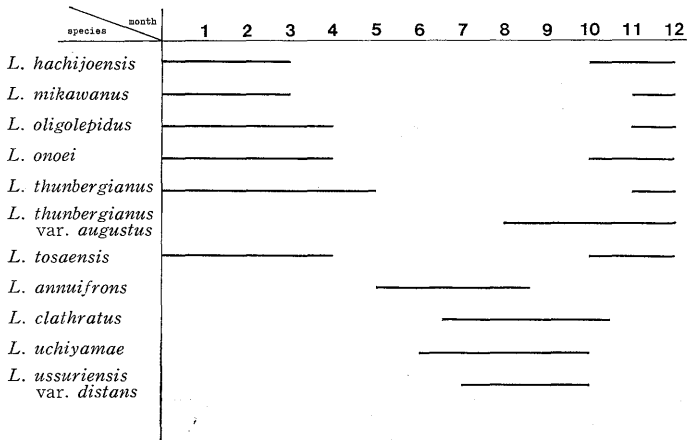 month
species
1 2 3 4 5 6 7 8 9 10 11 12
L. hachijoensis
L. mikawanus
L. oligolepidus
L. onoei
L. thunbergianus
L. thunbergianus
var. augustus
L. tosaensis
L. annuifrons
L. clathratus
L. uchiyamae
L. ussuriensis
var. distans